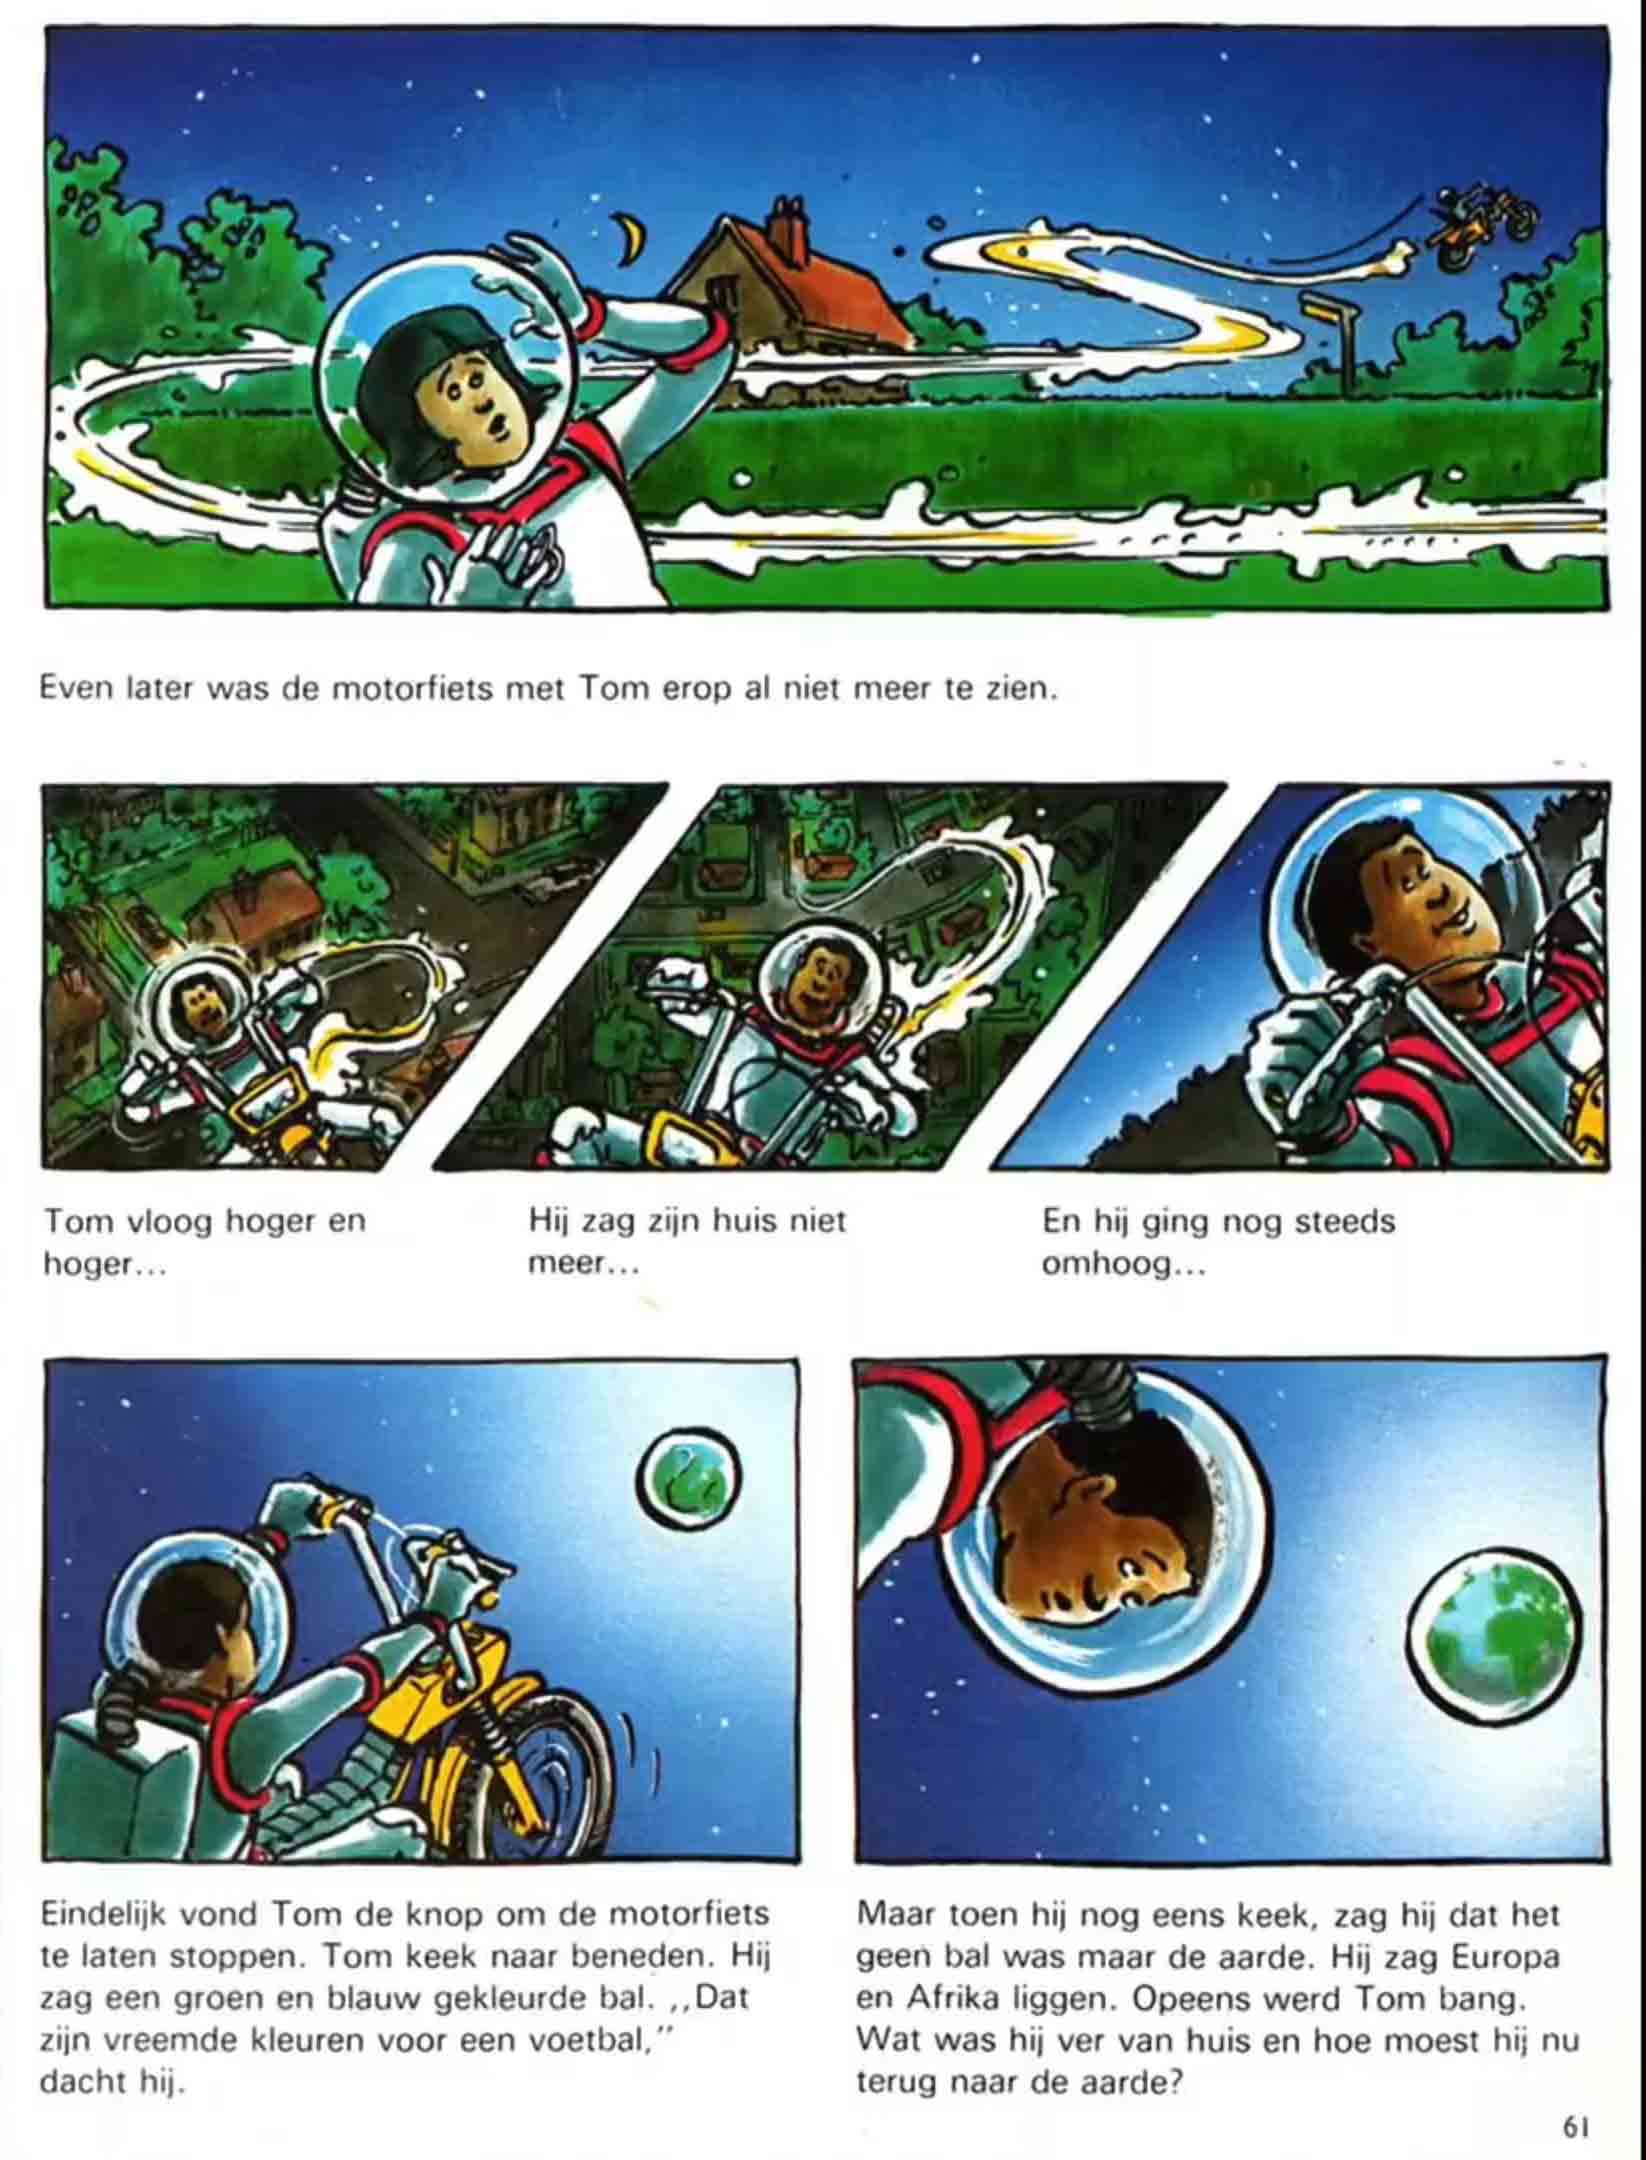 Even later was de motorfiets met Tom erop al niet meer te zien.
Tom vloog hoger en
hoger...
Hij zag zijn huis niet
meer...
En hij ging nog steeds
omhoog...
Eindelijk vond Tom de knop om de motorfiets
te laten stoppen. Tom keek naar beneden. Hij
zag een groen en blauw gekleurde bal. ,,Dat
zijn vreemde kleuren voor een voetbal,”
dacht hij.
Maar toen hij nog eens keek, zag hij dat het
geen bal was maar de aarde. Hij zag Europa
en Afrika liggen. Opeens werd Tom bang.
Wat was hij ver van huis en hoe moest hij nu
terug naar de aarde?
61